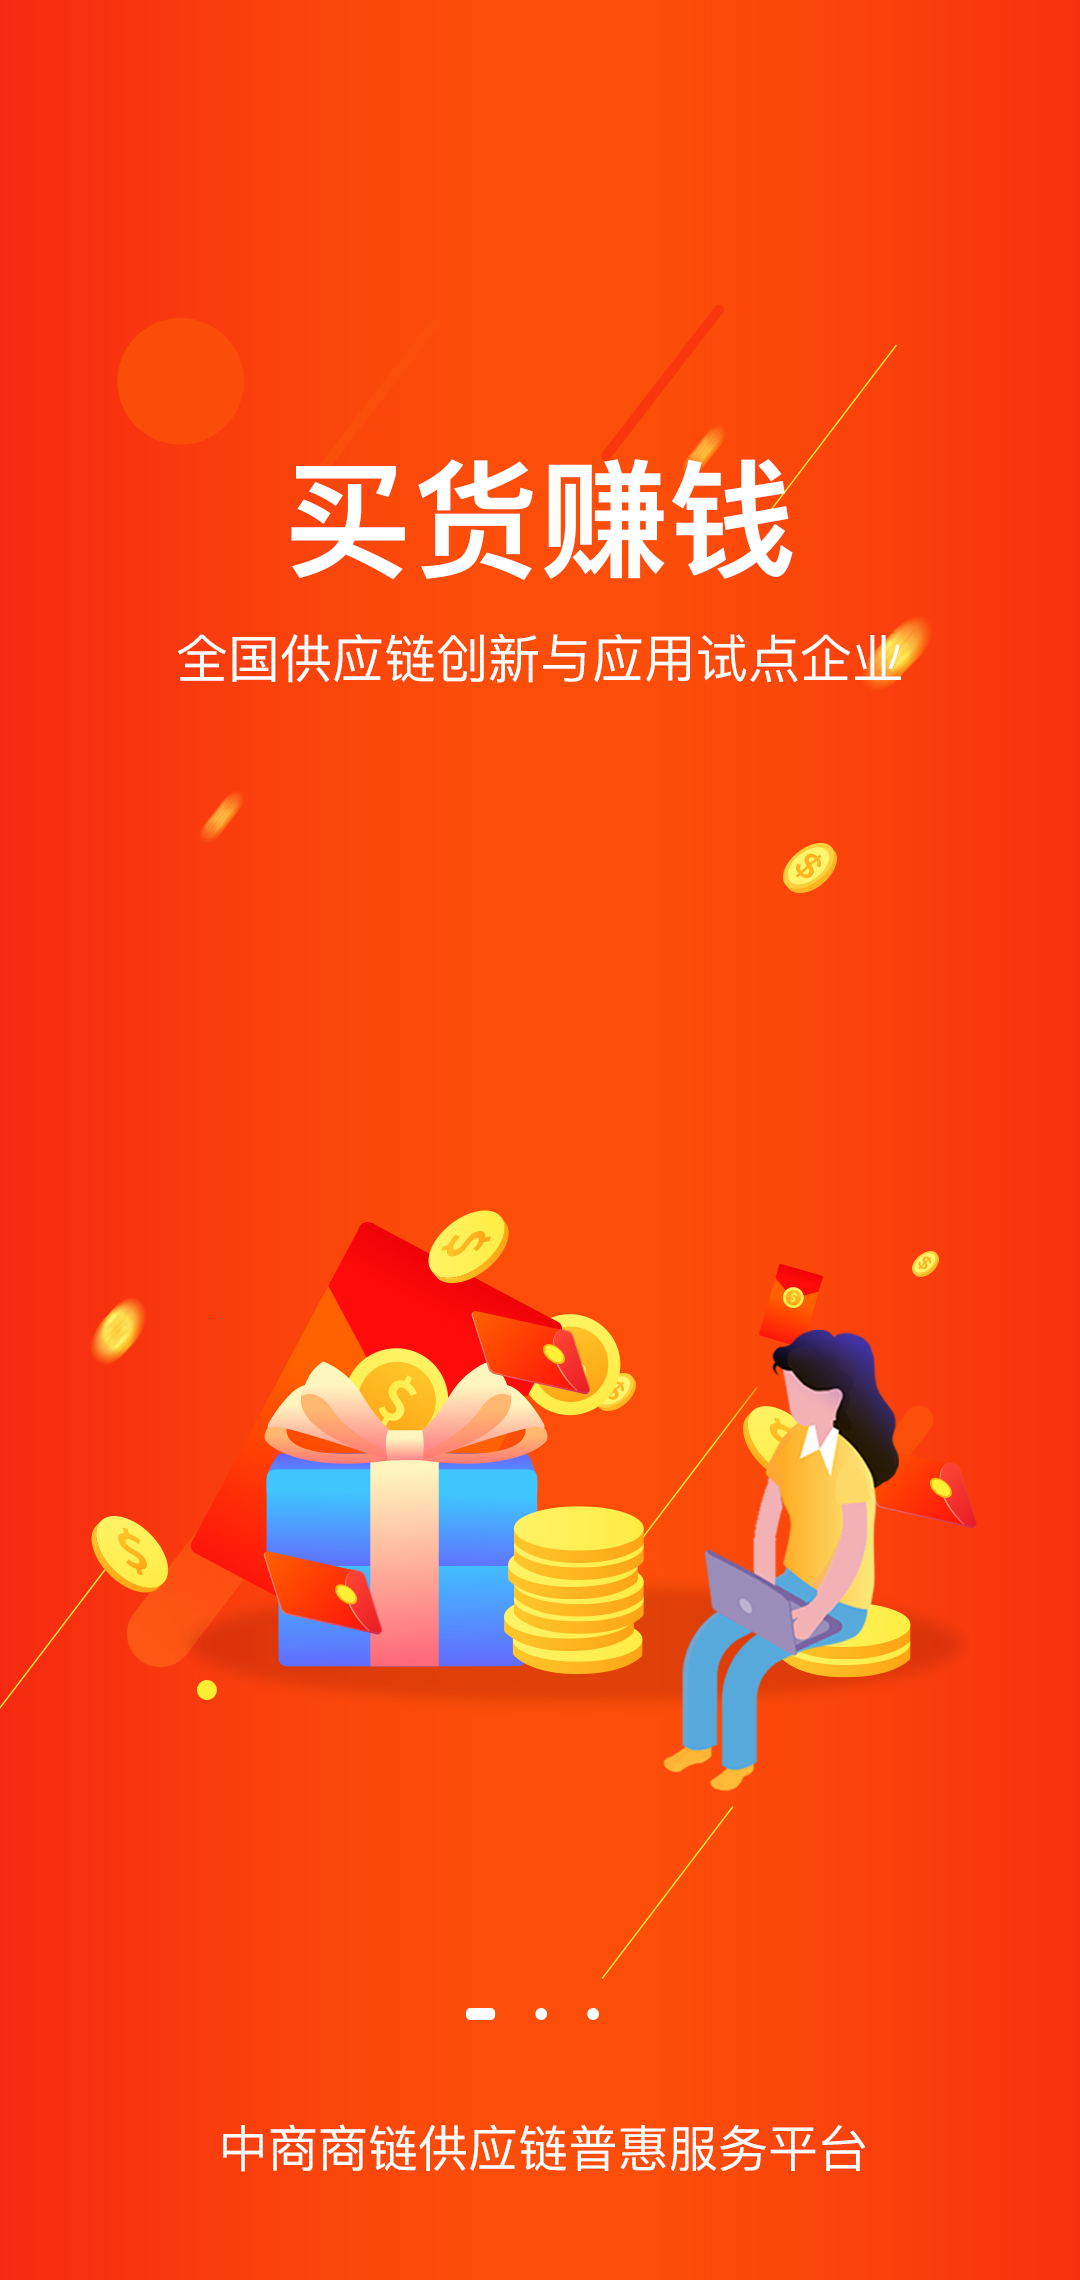 买货赚钱
全国供应链创新与应用试点企业
中商商链供应链普惠服务平台